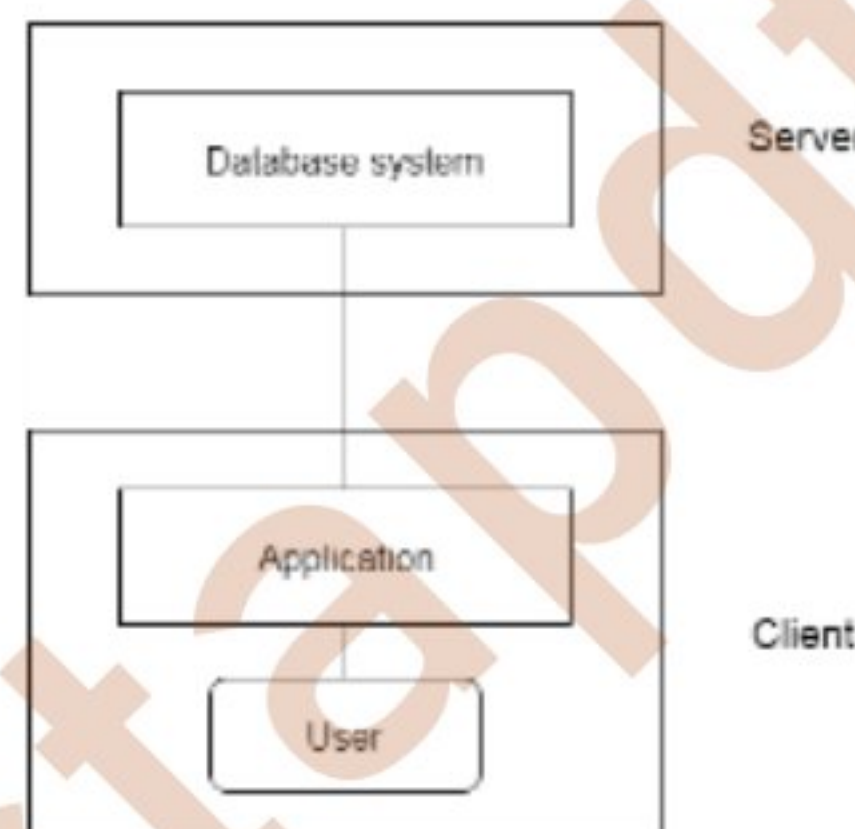 Database system
Server
Application
Client
User